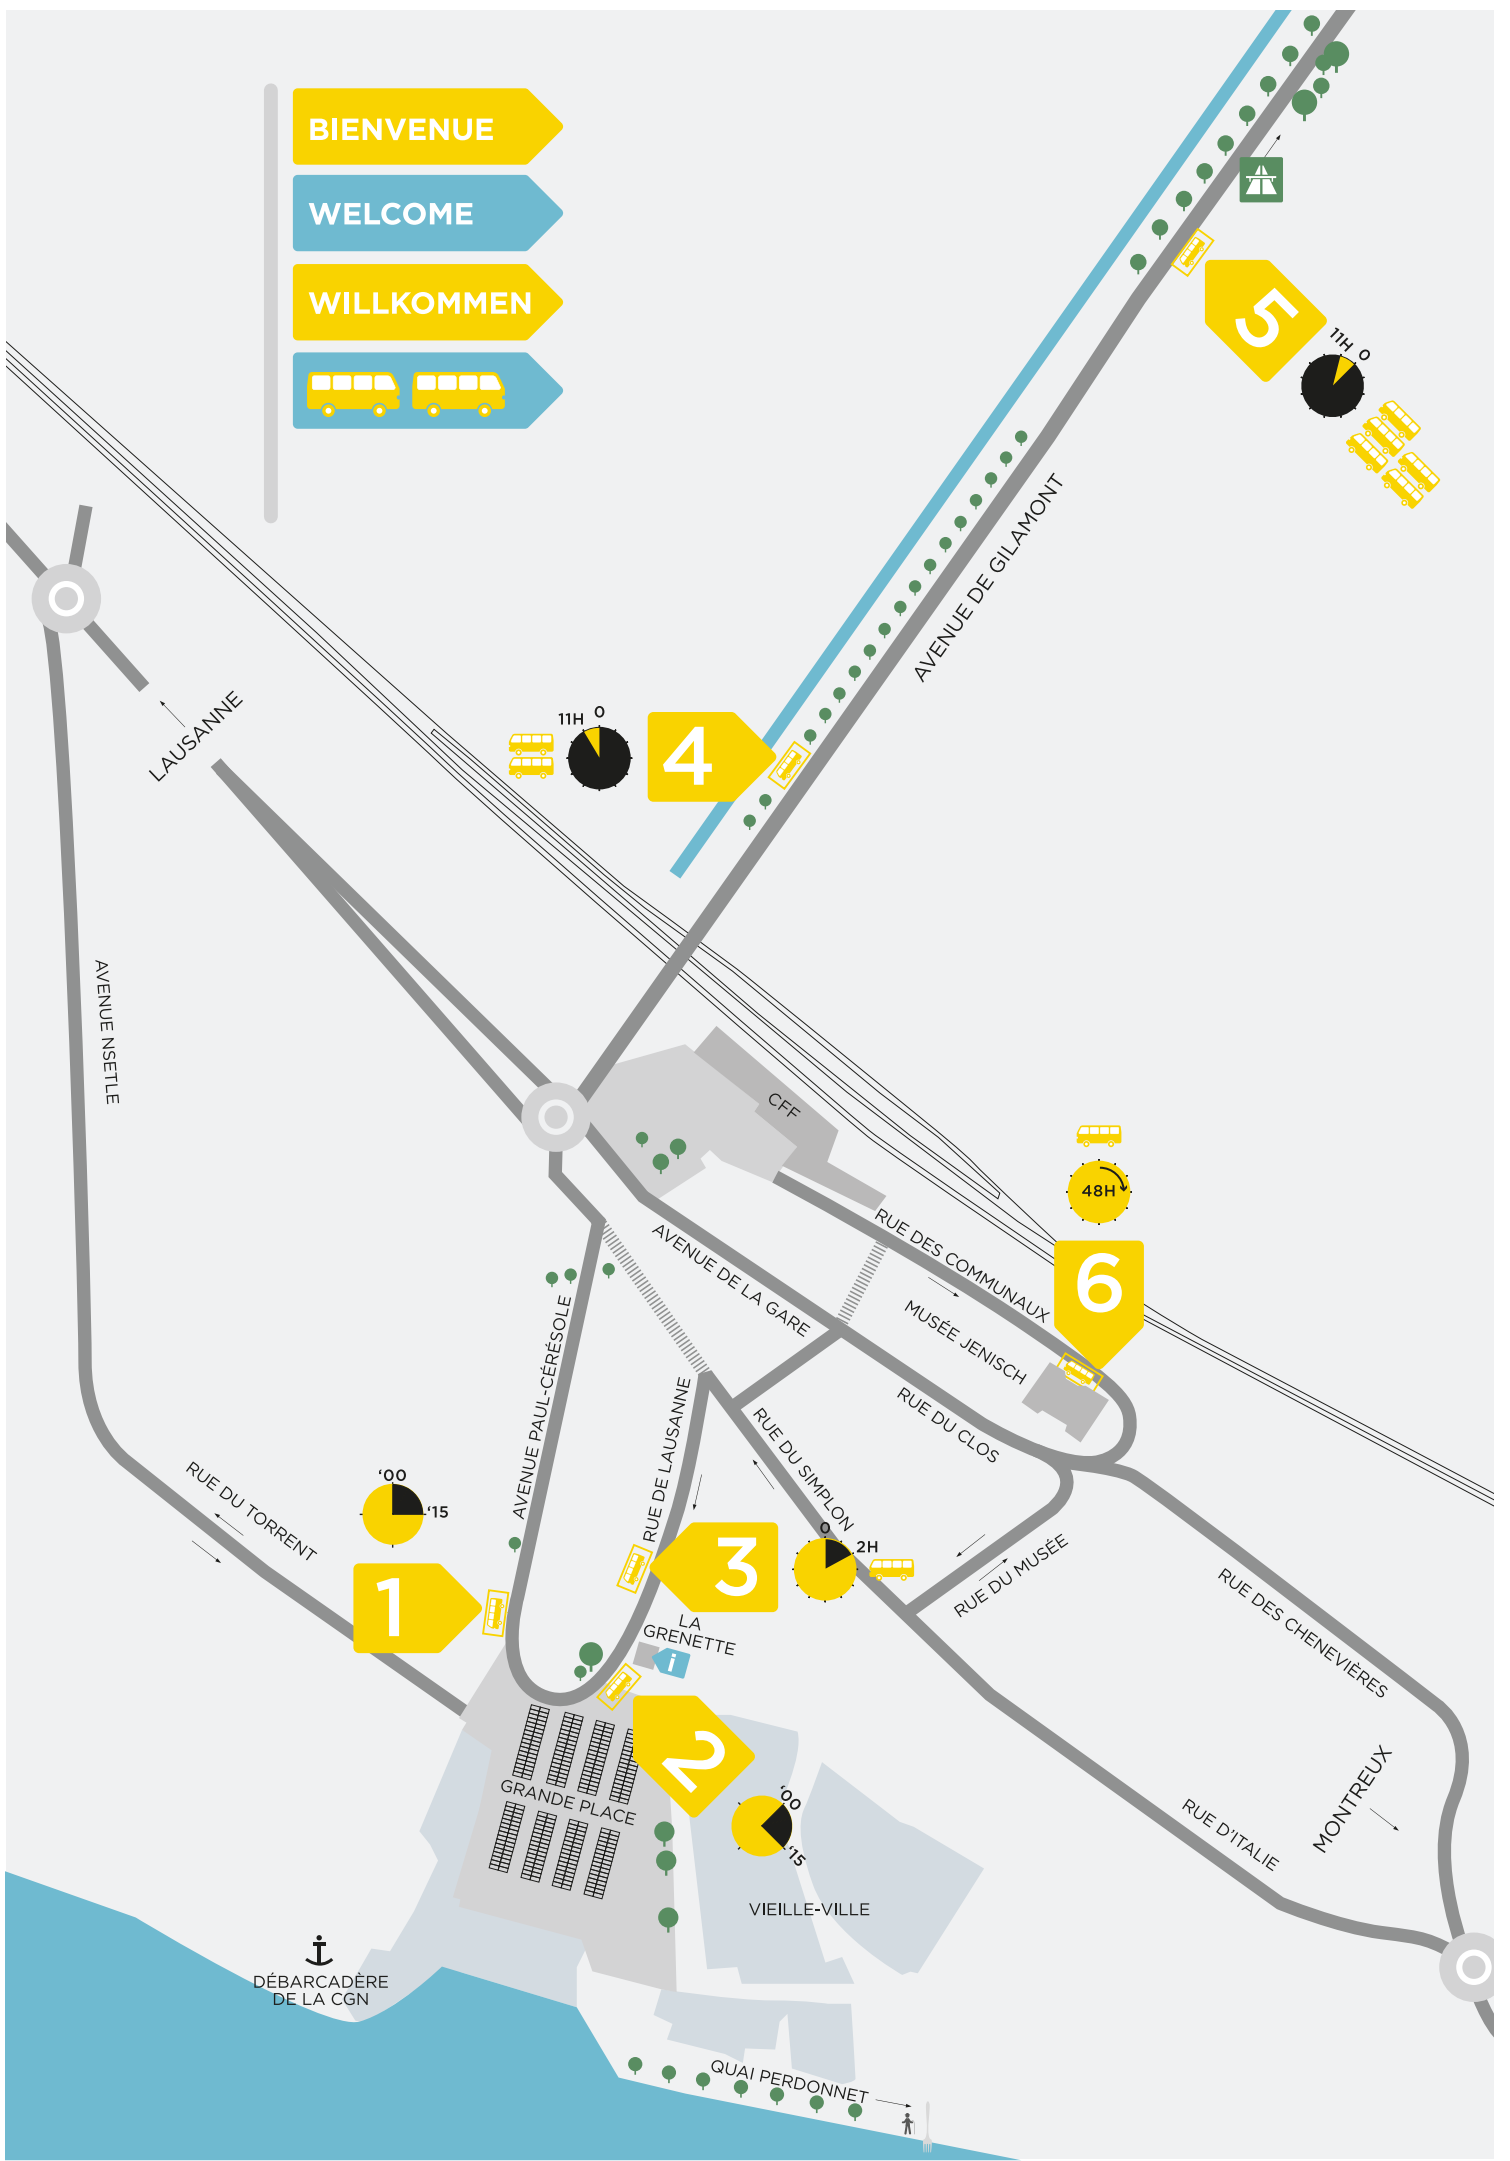 BIENVENUE
WELCOME
WILLKOMMEN
5
11H 0
AVENUE DE GILAMONT
LAUSANNE
11H 0
4
AVENUE NSETLE
CFF
48H
6
RUE DES COMMUNAUX
AVENUE DE LA GARE
MUSÉE JENISCH
AVENUE PAUL-CÉRÉSOLE
RUE DE LAUSANNE
RUE DU CLOS
RUE DU SIMPLON
RUE DU TORRENT
'00
'15
1
3
0
2H
RUE DU MUSÉE
RUE DES CHENEVIÈRES
LA
GRENETTE
i
2
GRANDE PLACE
'00
'15
MONTREUX
RUE D'ITALIE
VIEILLE-VILLE
DÉBARCADÈRE
DE LA CGN
QUAI PERDONNET